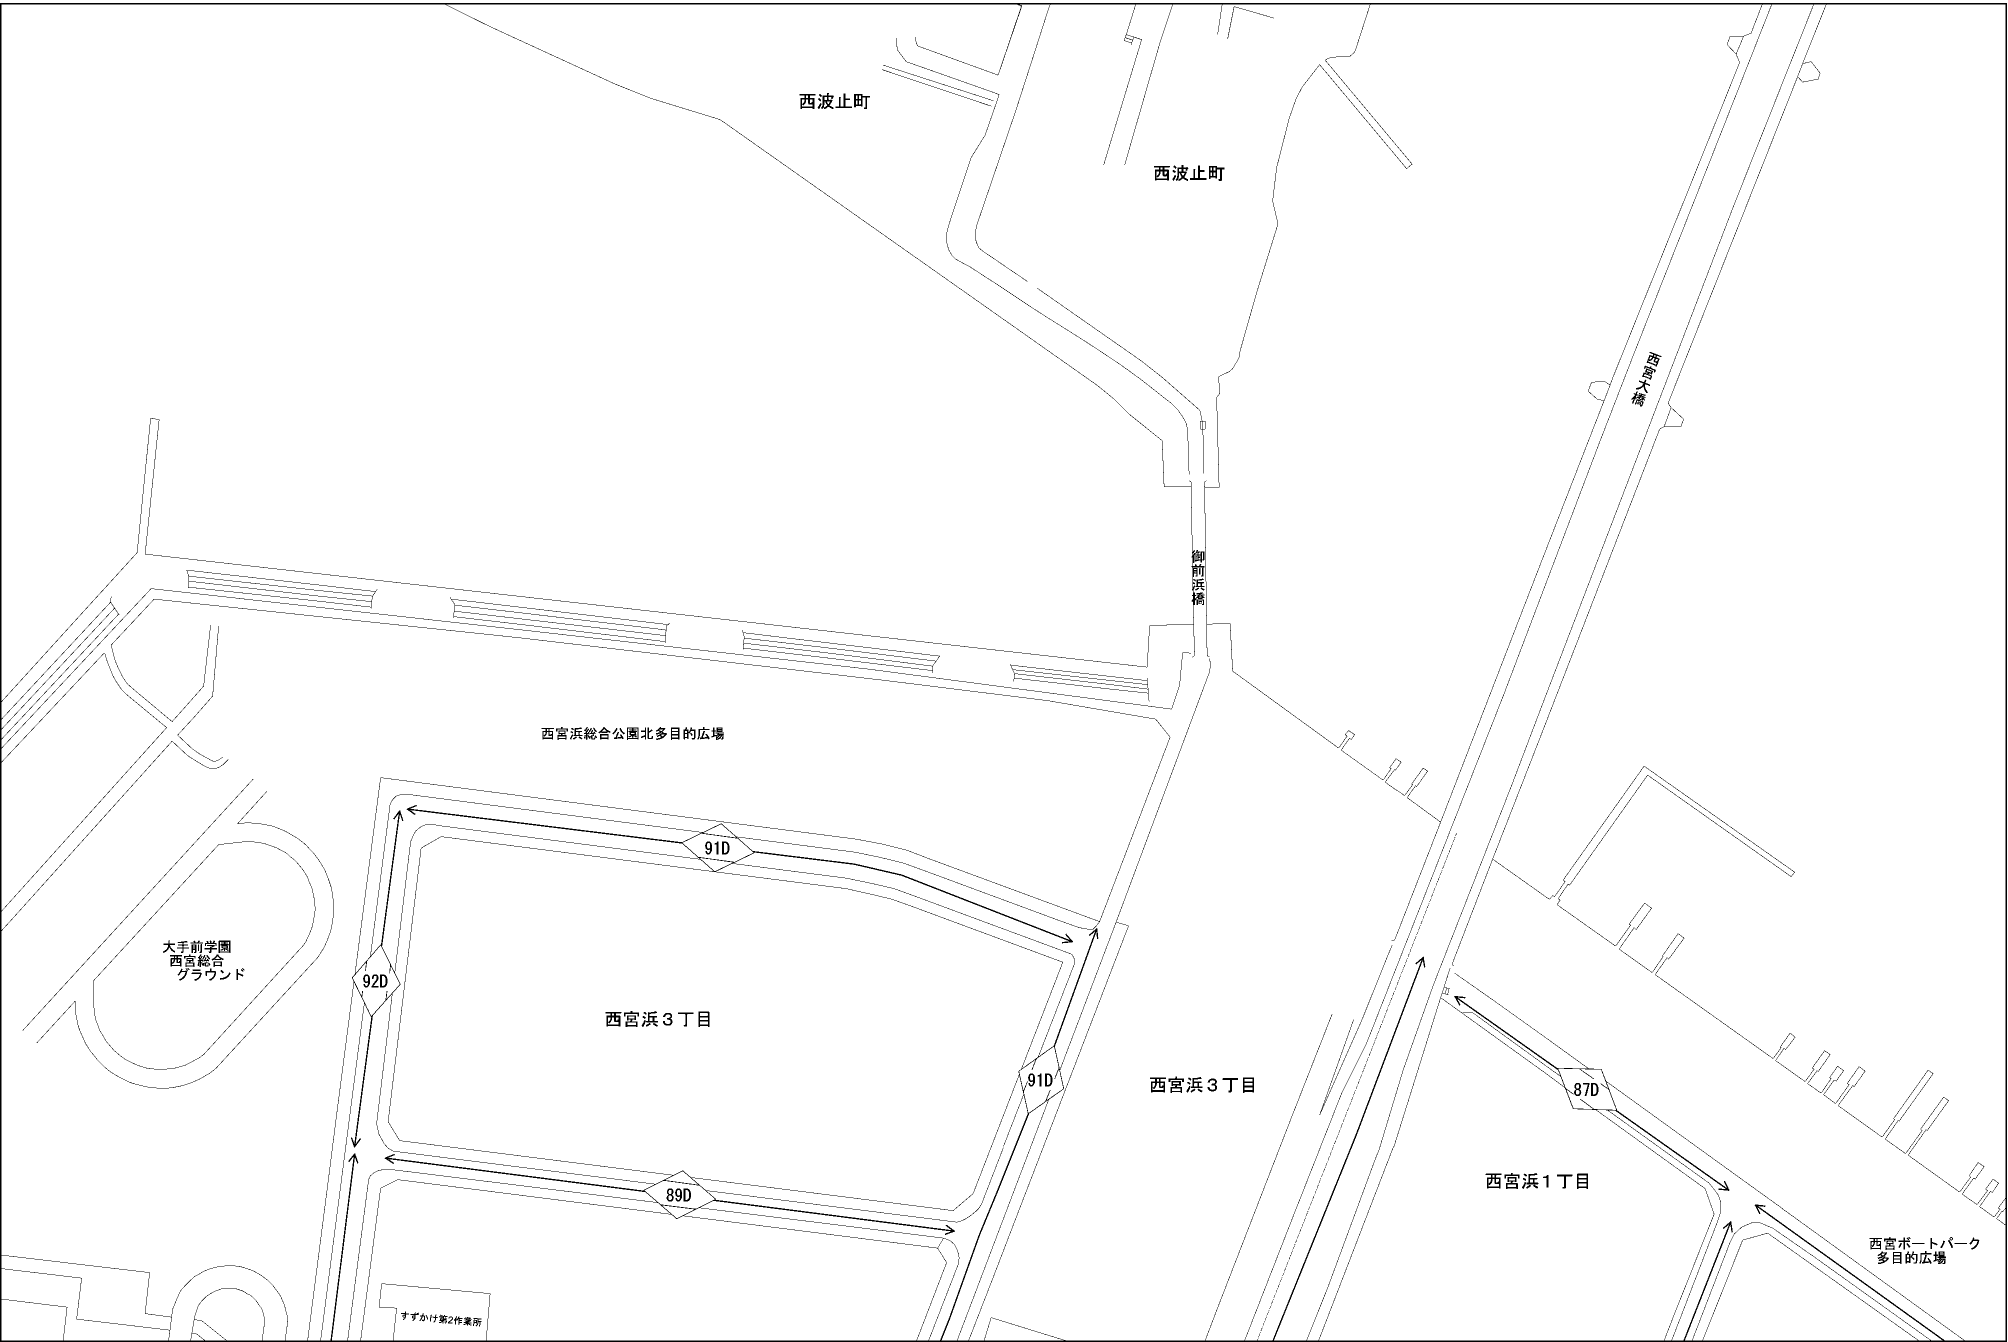 西波止町
西波止町
西宮大橋
御前浜橋
西宮浜総合公園北多目的広場
91D
大手前学園
西宮総合
グラウンド
92D
西宮浜３丁目
91D
西宮浜３丁目
87D
西宮浜１丁目
89D
西宮ボートパーク
多目的広場
すずかけ第2作業所